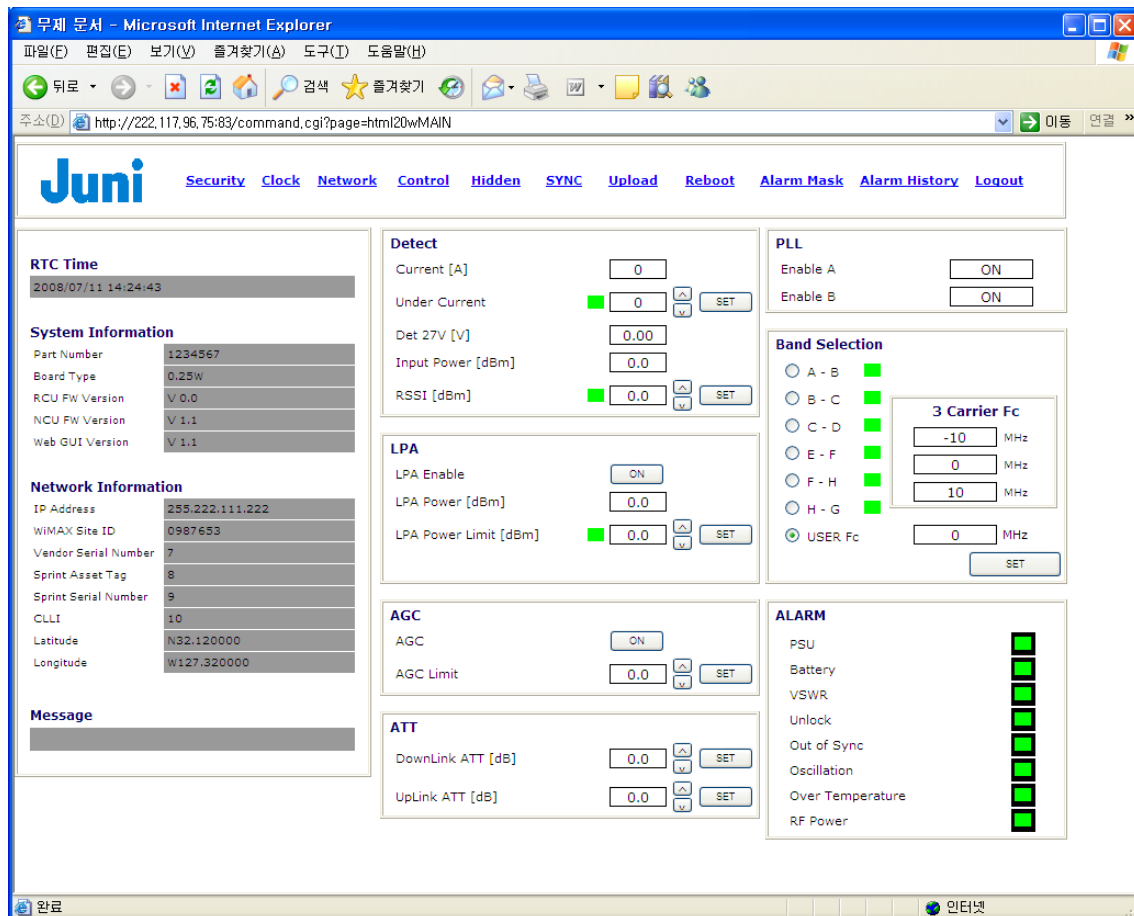 무제 문서 - Microsoft Internet Explorer
파일(F) 편집(E) 보기(V) 즐겨찾기(A) 도구(T) 도움말(H)
뒤로 검색 즐겨찾기
주소(D) http://222,117,96,75:83/command,cgi?page=html20wMAIN 이동 연결 »
Juni Security Clock Network Control Hidden SYNC Upload Reboot Alarm Mask Alarm History Logout
RTC Time
2008/07/11 14:24:43
System Information
Part Number 1234567
Board Type 0.25W
RCU FW Version V 0.0
NCU FW Version V 1.1
Web GUI Version V 1.1
Network Information
IP Address 255.222.111.222
WiMAX Site ID 0987653
Vendor Serial Number 7
Sprint Asset Tag 8
Sprint Serial Number 9
CLLI 10
Latitude N32.120000
Longitude W127.320000
Message
Detect
Current [A] 0
Under Current 0 SET
Det 27V [V] 0.00
Input Power [dBm] 0.0
RSSI [dBm] 0.0 SET
LPA
LPA Enable ON
LPA Power [dBm] 0.0
LPA Power Limit [dBm] 0.0 SET
AGC
AGC ON
AGC Limit 0.0 SET
ATT
DownLink ATT [dB] 0.0 SET
UpLink ATT [dB] 0.0 SET
PLL
Enable A ON
Enable B ON
Band Selection
A - B
B - C
C - D
E - F
F - H
H - G
3 Carrier Fc
-10 MHz
0 MHz
10 MHz
USER Fc 0 MHz
SET
ALARM
PSU
Battery
VSWR
Unlock
Out of Sync
Oscillation
Over Temperature
RF Power
완료 인터넷